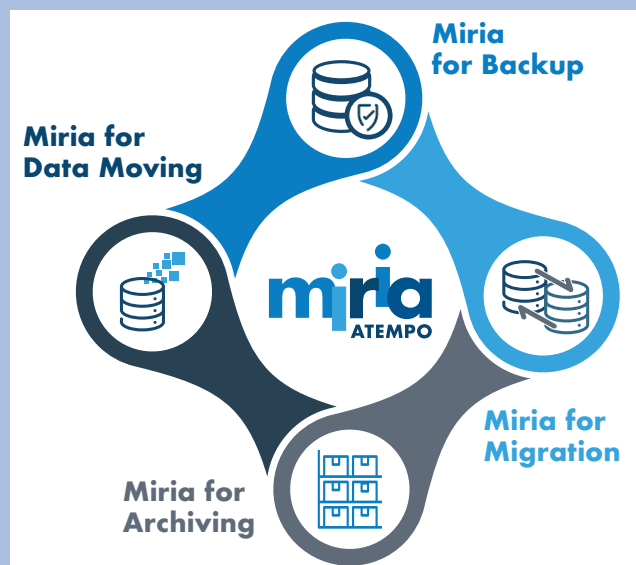 Miria
for Backup
Miria for
Data Moving
miria
ATEMPO
Miria for
Migration
Miria for
Archiving